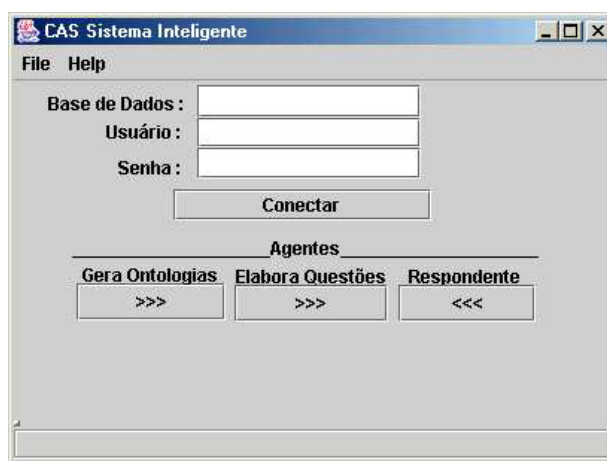 CAS Sistema Inteligente
File Help
Base de Dados :
Usuário :
Senha :
Conectar
Agentes
Gera Ontologias Elabora Questões Respondente
>>> >>> <<<